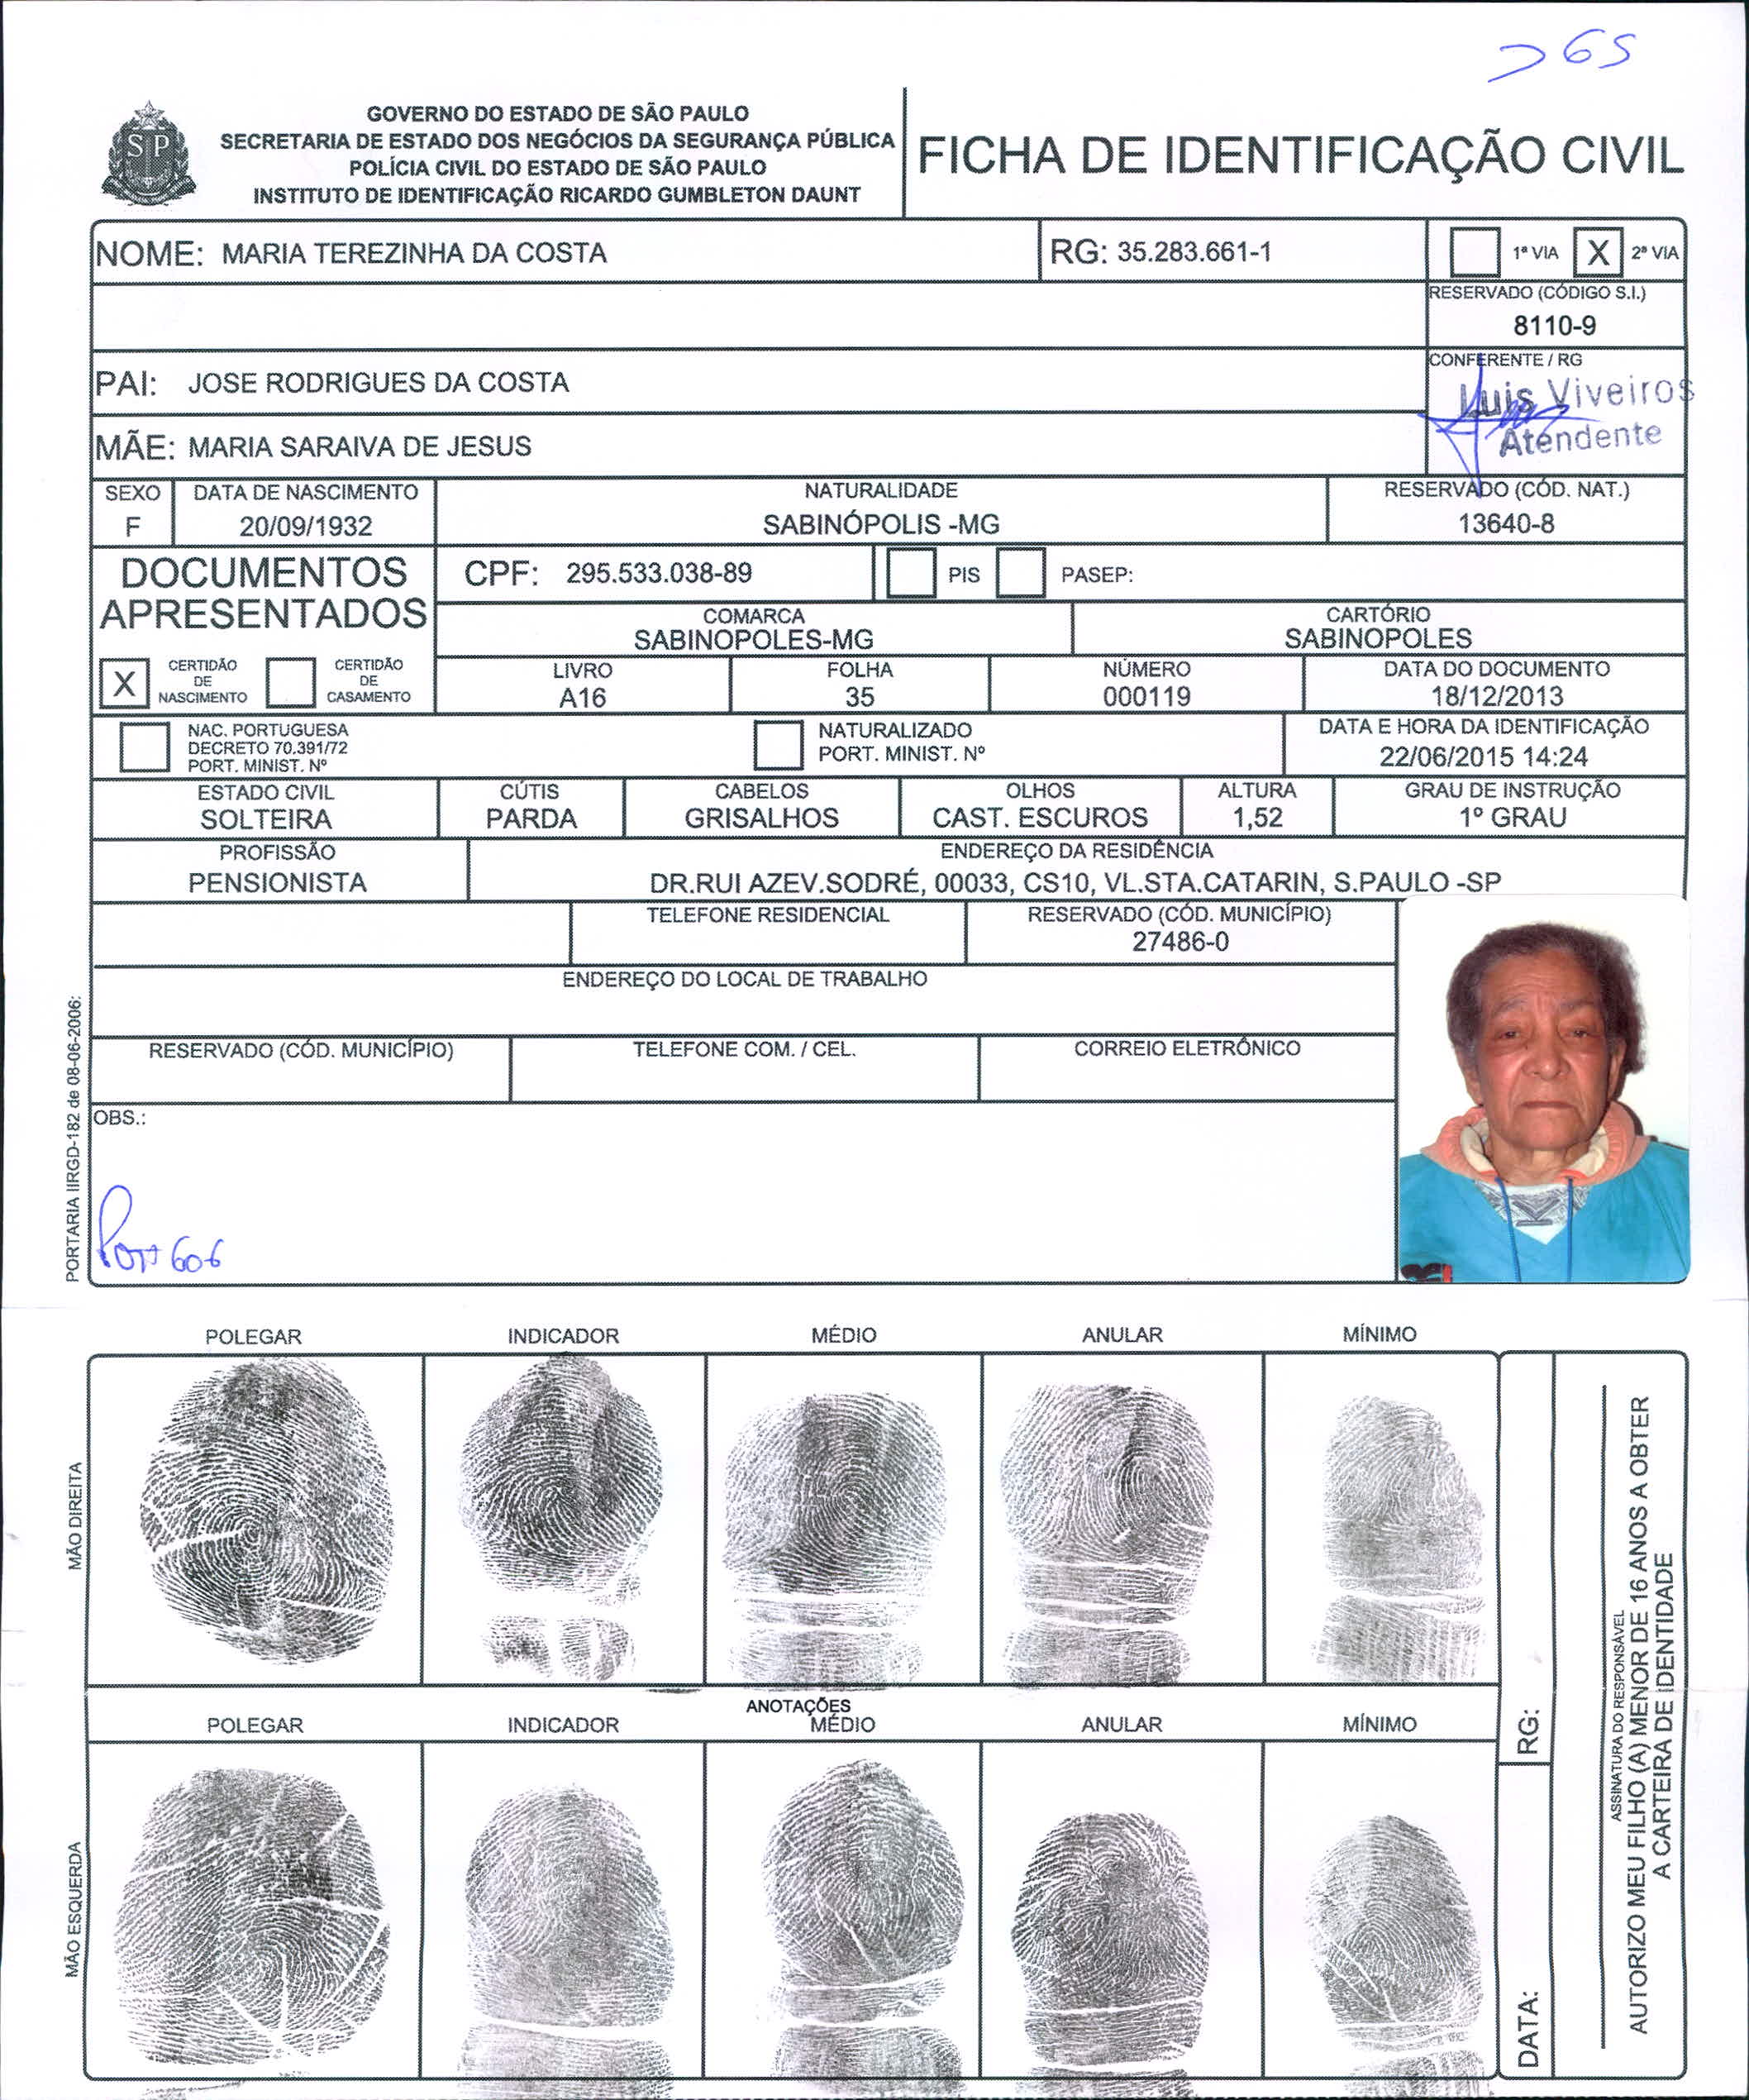 >65
GOVERNO DO ESTADO DE SÃO PAULO
SECRETARIA DE ESTADO DOS NEGÓCIOS DA SEGURANÇA PÚBLICA
POLÍCIA CIVIL DO ESTADO DE SÃO PAULO
INSTITUTO DE IDENTIFICAÇÃO RICARDO GUMBLETON DAUNT
SP
FICHA DE IDENTIFICAÇÃO CIVIL
NOME: MARIA TEREZINHA DA COSTA
RG: 35.283.661-1
1ª VIA X 2ª VIA
RESERVADO (CÓDIGO S.I.)
8110-9
PAI: JOSE RODRIGUES DA COSTA
CONFERENTE / RG
Luis Viveiros
Atendente
MÃE: MARIA SARAIVA DE JESUS
SEXO
F
DATA DE NASCIMENTO
20/09/1932
NATURALIDADE
SABINÓPOLIS -MG
RESERVADO (CÓD. NAT.)
13640-8
DOCUMENTOS
APRESENTADOS
CPF: 295.533.038-89
PIS
PASEP:
COMARCA
SABINOPOLES-MG
CARTÓRIO
SABINOPOLES
X CERTIDÃO
DE
NASCIMENTO
CERTIDÃO
DE
CASAMENTO
LIVRO
A16
FOLHA
35
NÚMERO
000119
DATA DO DOCUMENTO
18/12/2013
NAC. PORTUGUESA
DECRETO 70.391/72
PORT. MINIST. Nº
NATURALIZADO
PORT. MINIST. Nº
DATA E HORA DA IDENTIFICAÇÃO
22/06/2015 14:24
ESTADO CIVIL
SOLTEIRA
CÚTIS
PARDA
CABELOS
GRISALHOS
OLHOS
CAST. ESCUROS
ALTURA
1,52
GRAU DE INSTRUÇÃO
1º GRAU
PROFISSÃO
PENSIONISTA
ENDEREÇO DA RESIDÊNCIA
DR.RUI AZEV.SODRÉ, 00033, CS10, VL.STA.CATARIN, S.PAULO -SP
TELEFONE RESIDENCIAL
RESERVADO (CÓD. MUNICÍPIO)
27486-0
ENDEREÇO DO LOCAL DE TRABALHO
RESERVADO (CÓD. MUNICÍPIO)
TELEFONE COM. / CEL.
CORREIO ELETRÔNICO
OBS.:
606
PORTARIA IIRGD-182 de 08-06-2006:
POLEGAR INDICADOR MÉDIO ANULAR MÍNIMO
MÃO DIREITA
ANOTAÇÕES
POLEGAR INDICADOR MÉDIO ANULAR MÍNIMO
MÃO ESQUERDA
RG:
DATA:
ASSINATURA DO RESPONSÁVEL
AUTORIZO MEU FILHO (A) MENOR DE 16 ANOS A OBTER
A CARTEIRA DE IDENTIDADE